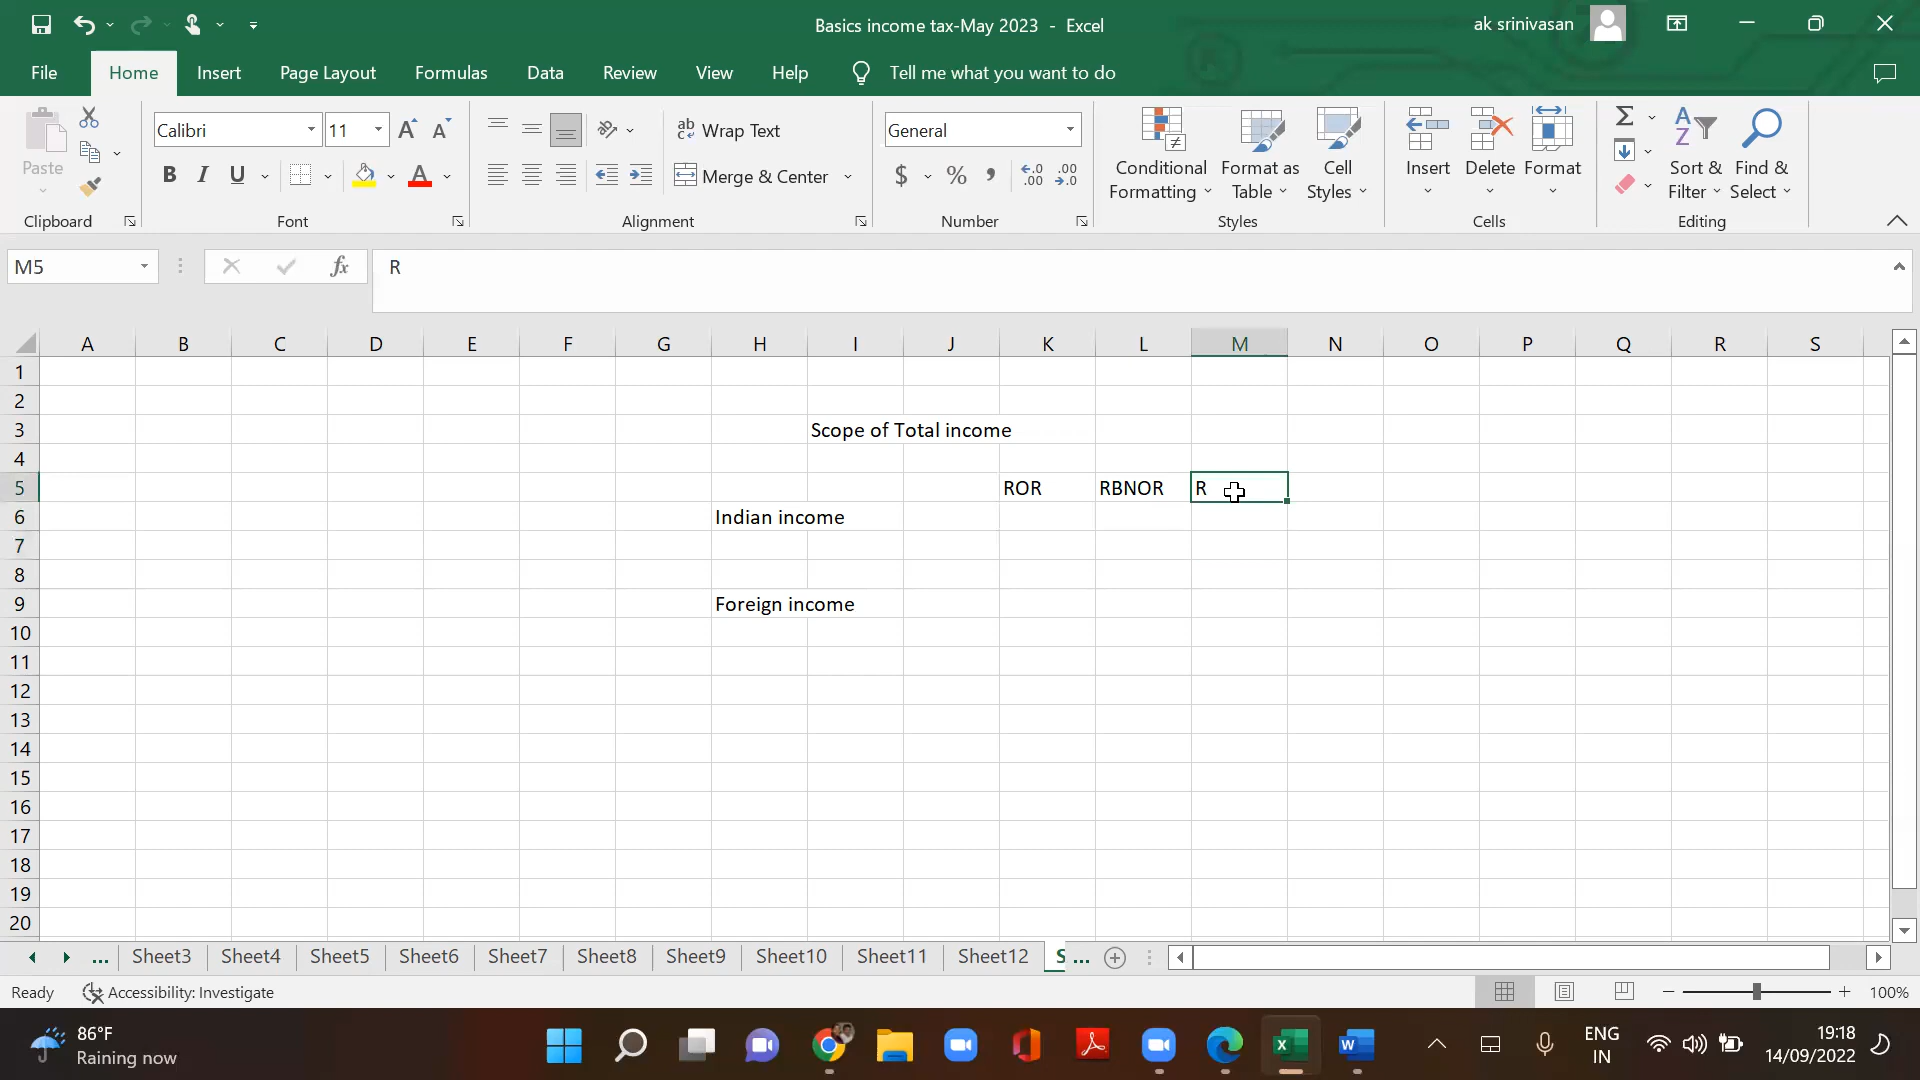 Basics income tax-May 2023 - Excel
ak srinivasan
File Home Insert Page Layout Formulas Data Review View Help Tell me what you want to do
Paste
Clipboard
Calibri 11
B I U
Font
ab Wrap Text
Merge & Center
Alignment
General
$ % ,
Number
Conditional Formatting
Format as Table
Cell Styles
Styles
Insert Delete Format
Cells
Sort & Filter
Find & Select
Editing
M5 fx R
A B C D E F G H I J K L M N O P Q R S
1
2
3 Scope of Total income
4
5 ROR RBNOR R
6 Indian income
7
8
9 Foreign income
10
11
12
13
14
15
16
17
18
19
20
... Sheet3 Sheet4 Sheet5 Sheet6 Sheet7 Sheet8 Sheet9 Sheet10 Sheet11 Sheet12 S ...
Ready Accessibility: Investigate 100%
86°F
Raining now
ENG
IN
19:18
14/09/2022